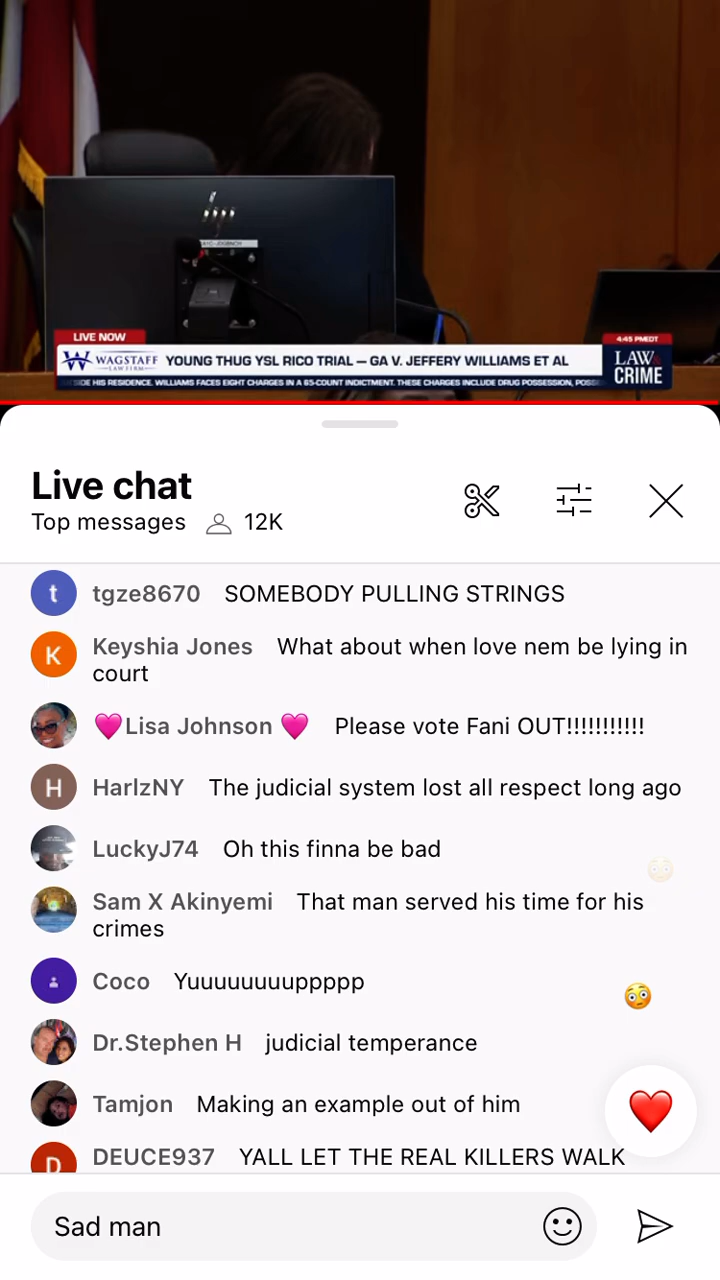 hp
LIVE NOW
4:45 PM EDT
WAGSTAFF
LAW FIRM
YOUNG THUG YSL RICO TRIAL – GA V. JEFFERY WILLIAMS ET AL
LAW&
CRIME
SIDE HIS RESIDENCE. WILLIAMS FACES EIGHT CHARGES IN A 65-COUNT INDICTMENT. THESE CHARGES INCLUDE DRUG POSSESSION, POSS
Live chat
Top messages 12K
t tgze8670 SOMEBODY PULLING STRINGS
K Keyshia Jones What about when love nem be lying in
court
🩷Lisa Johnson 🩷 Please vote Fani OUT!!!!!!!!!!!
H HarlzNY The judicial system lost all respect long ago
LuckyJ74 Oh this finna be bad
Sam X Akinyemi That man served his time for his
crimes
Coco Yuuuuuuuuppppp
Dr.Stephen H judicial temperance
Tamjon Making an example out of him
D DEUCE937 YALL LET THE REAL KILLERS WALK
Sad man